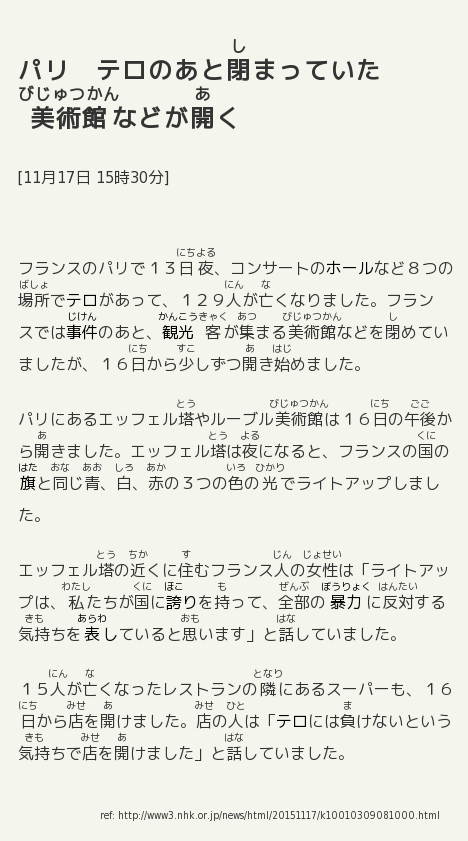 パリ　テロのあと閉まっていた
美術館などが開く
[11月17日 15時30分]
フランスのパリで１３日夜、コンサートのホールなど８つの
場所でテロがあって、１２９人が亡くなりました。フラン
スでは事件のあと、観光客が集まる美術館などを閉めてい
ましたが、１６日から少しずつ開き始めました。
パリにあるエッフェル塔やルーブル美術館は１６日の午後か
ら開きました。エッフェル塔は夜になると、フランスの国の
旗と同じ青、白、赤の３つの色の光でライトアップしまし
た。
エッフェル塔の近くに住むフランス人の女性は「ライトアッ
プは、私たちが国に誇りを持って、全部の暴力に反対する
気持ちを表していると思います」と話していました。
１５人が亡くなったレストランの隣にあるスーパーも、１６
日から店を開けました。店の人は「テロには負けないという
気持ちで店を開けました」と話していました。
ref: http://www3.nhk.or.jp/news/html/20151117/k10010309081000.html